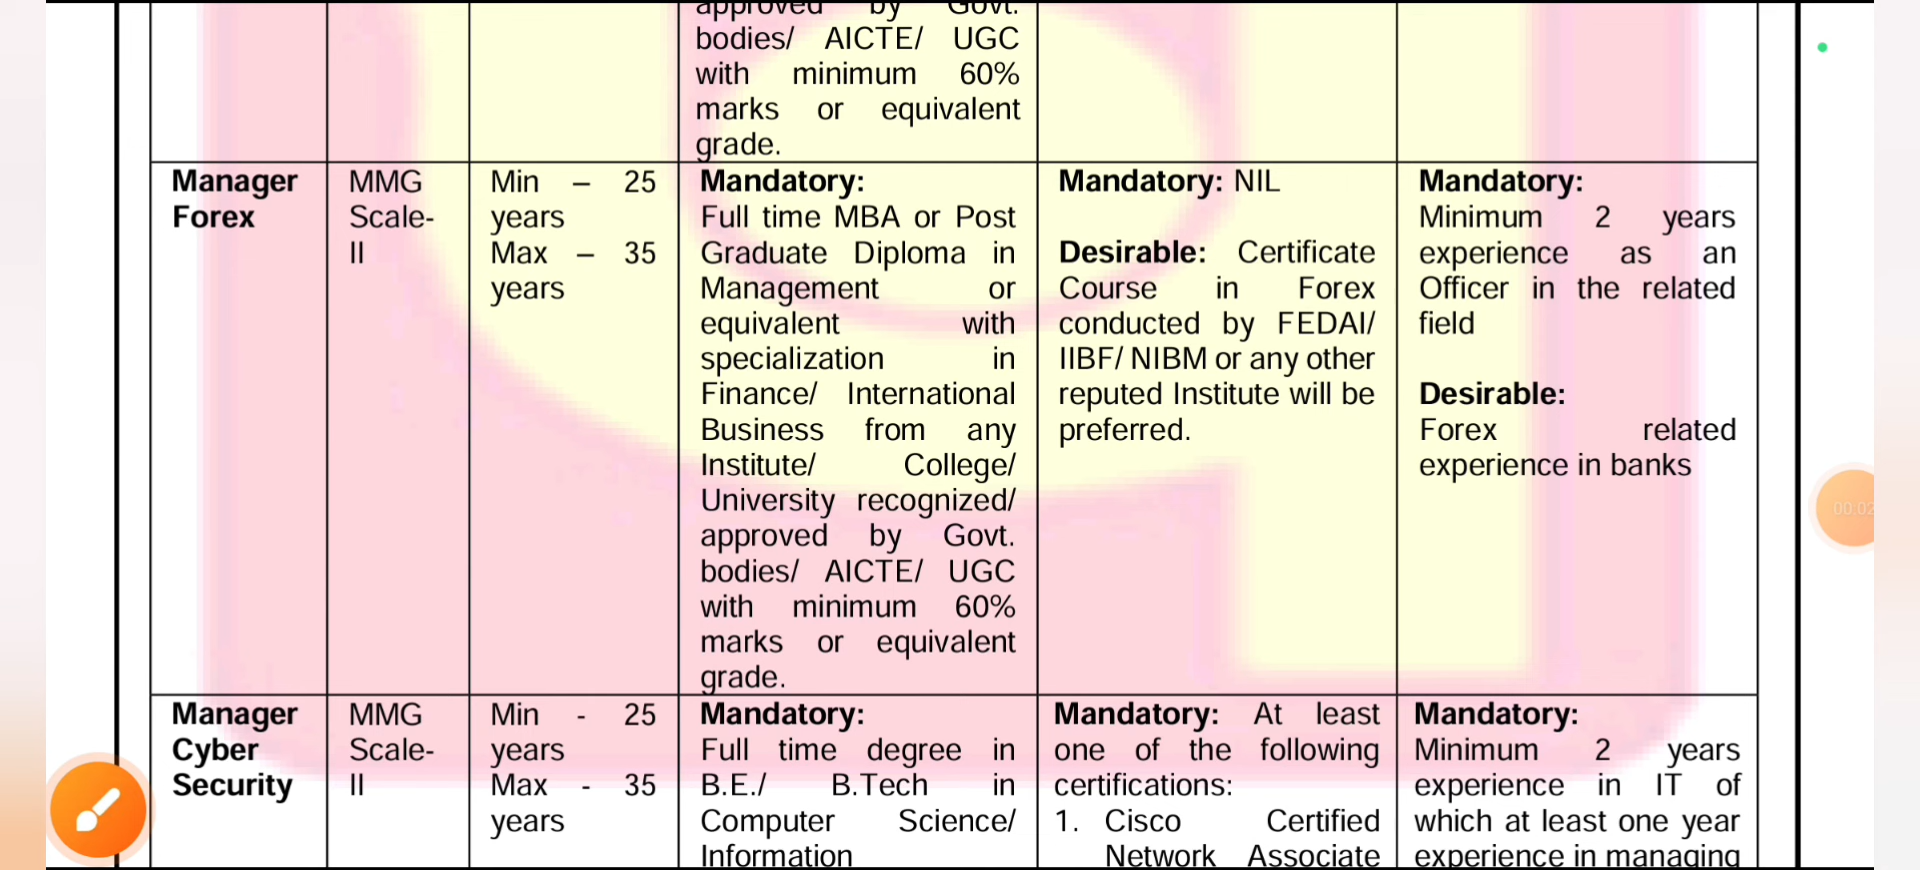 approved by Govt.
bodies/ AICTE/ UGC
with minimum 60%
marks or equivalent
grade.
Manager
Forex
MMG
Scale-
II
Min – 25
years
Max – 35
years
Mandatory:
Full time MBA or Post
Graduate Diploma in
Management or
equivalent with
specialization in
Finance/ International
Business from any
Institute/ College/
University recognized/
approved by Govt.
bodies/ AICTE/ UGC
with minimum 60%
marks or equivalent
grade.
Mandatory: NIL
Desirable: Certificate
Course in Forex
conducted by FEDAI/
IIBF/ NIBM or any other
reputed Institute will be
preferred.
Mandatory:
Minimum 2 years
experience as an
Officer in the related
field
Desirable:
Forex related
experience in banks
Manager
Cyber
Security
MMG
Scale-
II
Min - 25
years
Max - 35
years
Mandatory:
Full time degree in
B.E./ B.Tech in
Computer Science/
Information
Mandatory: At least
one of the following
certifications:
1. Cisco Certified
Network Associate
Mandatory:
Minimum 2 years
experience in IT of
which at least one year
experience in managing
00:02